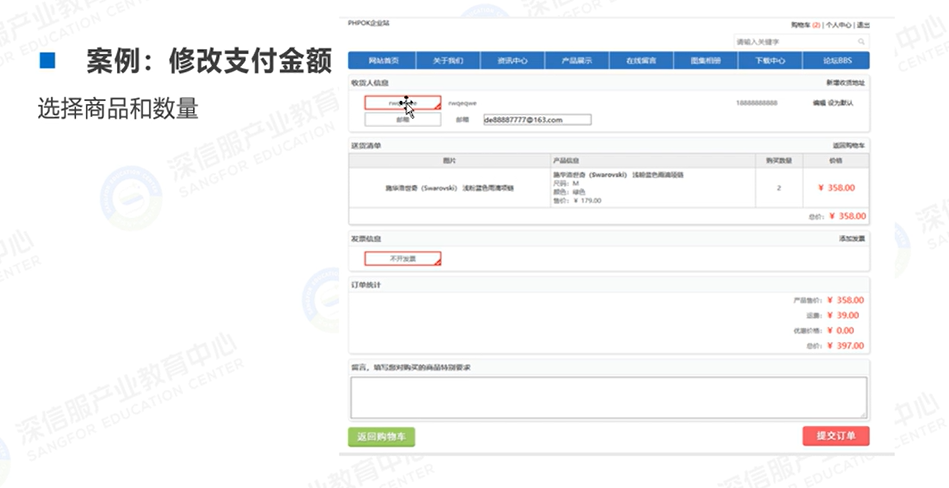 案例：修改支付金额
选择商品和数量
PHPOK企业站
购物车 (2) | 个人中心 | 退出
请输入关键字
网站首页 关于我们 资讯中心 产品展示 在线留言 图集相册 下载中心 论坛BBS
收货人信息 新增收货地址
rwqeqwe 18888888888 编辑 设为默认
邮箱 邮箱 de88887777@163.com
送货清单 返回购物车
图片 产品信息 购买数量 价格
施华洛世奇（Swarovski） 浅粉蓝色雨滴项链
施华洛世奇（Swarovski） 浅粉蓝色雨滴项链 2 ¥ 358.00
尺码：M
颜色：绿色
售价：¥ 179.00
总价：¥ 358.00
发票信息 添加发票
不开发票
订单统计
产品售价：¥ 358.00
运费：¥ 39.00
优惠价格：¥ 0.00
总价：¥ 397.00
留言，填写您对购买的商品特别要求
返回购物车 提交订单
深信服产业教育中心
SANGFOR EDUCATION CENTER